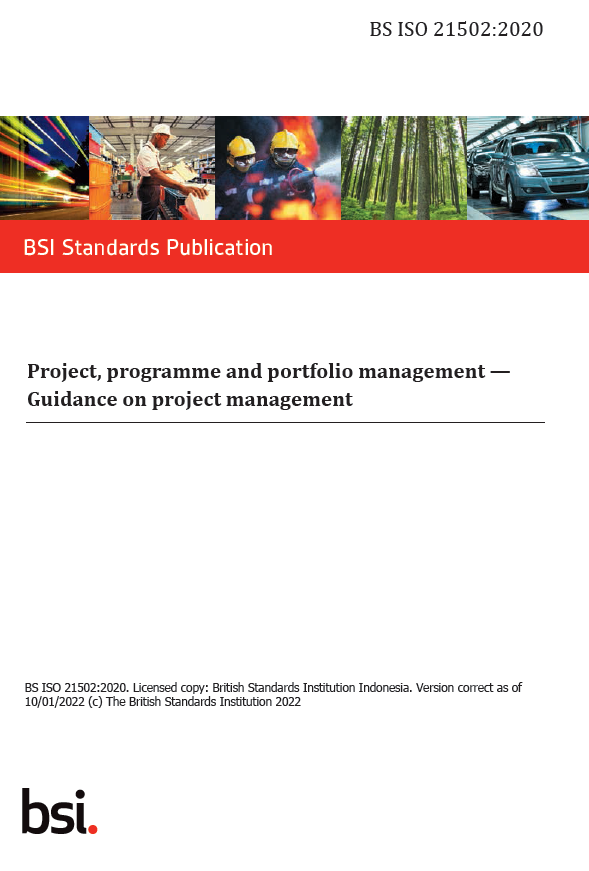 BS ISO 21502:2020
BSI Standards Publication
Project, programme and portfolio management —
Guidance on project management
BS ISO 21502:2020. Licensed copy: British Standards Institution Indonesia. Version correct as of
10/01/2022 (c) The British Standards Institution 2022
bsi.